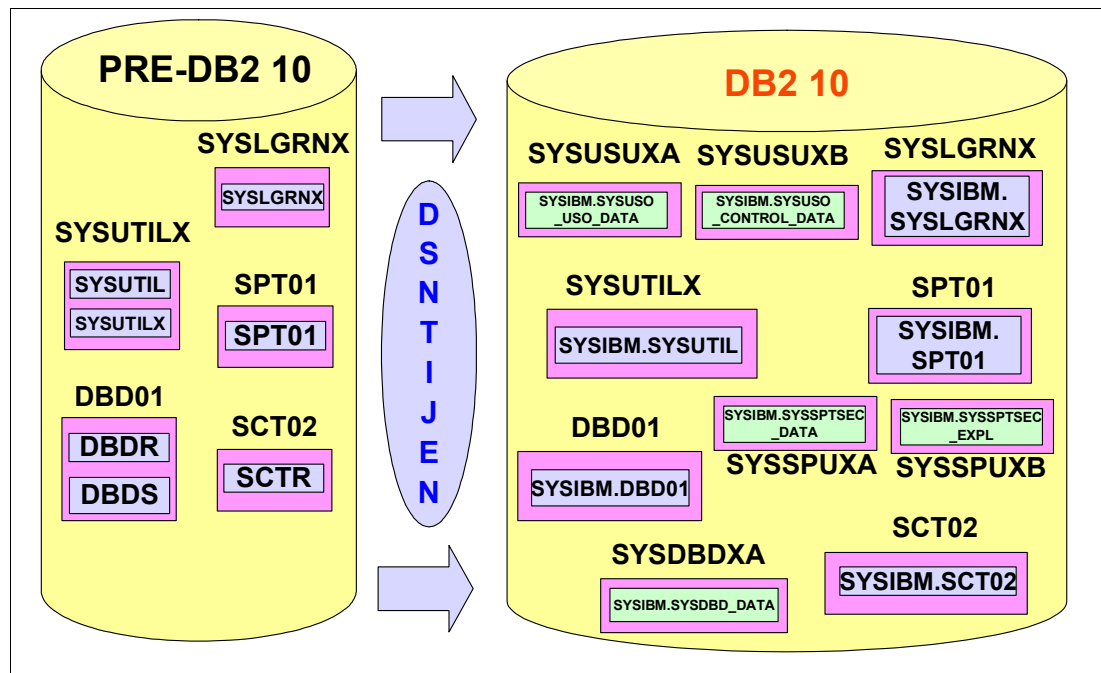 PRE-DB2 10
SYSLGRNX
SYSLGRNX
SYSUTILX
SYSUTIL
SYSUTILX
SPT01
SPT01
DBD01
DBDR
DBDS
SCT02
SCTR
D
S
N
T
I
J
E
N
DB2 10
SYSUSUXA
SYSIBM.SYSUSO
_USO_DATA
SYSUSUXB
SYSIBM.SYSUSO
_CONTROL_DATA
SYSLGRNX
SYSIBM.
SYSLGRNX
SYSUTILX
SYSIBM.SYSUTIL
SPT01
SYSIBM.
SPT01
DBD01
SYSIBM.DBD01
SYSIBM.SYSSPTSEC
_DATA
SYSSPUXA
SYSIBM.SYSSPTSEC
_EXPL
SYSSPUXB
SYSDBDXA
SYSIBM.SYSDBD_DATA
SCT02
SYSIBM.SCT02